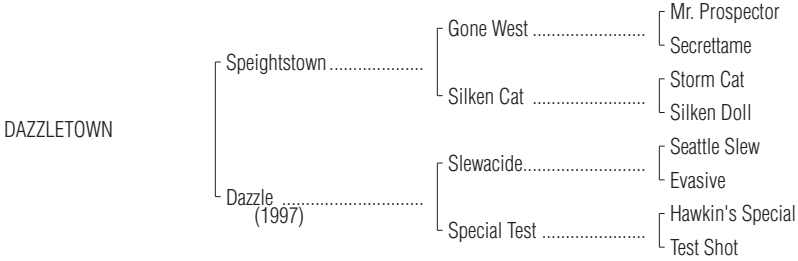 Mr. Prospector
Gone West ........................
Secrettame
Speightstown ...................
Storm Cat
Silken Cat ........................
Silken Doll
DAZZLETOWN
Seattle Slew
Slewacide..........................
Evasive
Dazzle .............................
(1997)
Hawkin's Special
Special Test ......................
Test Shot